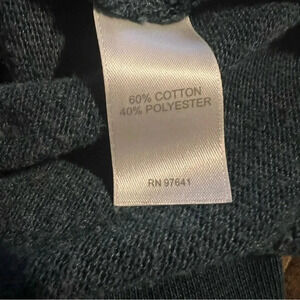 60% COTTON
40% POLYESTER
RN 97641